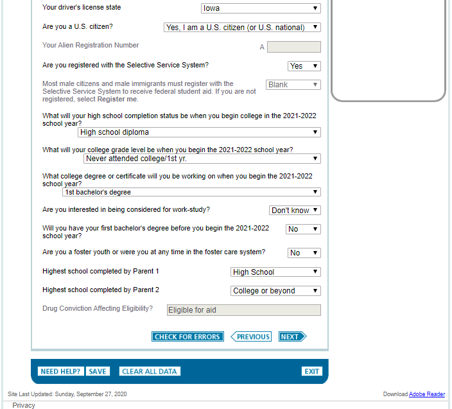 Your driver's license state Iowa
Are you a U.S. citizen? Yes, I am a U.S. citizen (or U.S. national)
Your Alien Registration Number A
Are you registered with the Selective Service System? Yes
Most male citizens and male immigrants must register with the Blank
Selective Service System to receive federal student aid. If you are not
registered, select Register me.
What will your high school completion status be when you begin college in the 2021-2022
school year?
High school diploma
What will your college grade level be when you begin the 2021-2022 school year?
Never attended college/1st yr.
What college degree or certificate will you be working on when you begin the 2021-2022
school year?
1st bachelor's degree
Are you interested in being considered for work-study? Don't know
Will you have your first bachelor's degree before you begin the 2021-2022 No
school year?
Are you a foster youth or were you at any time in the foster care system? No
Highest school completed by Parent 1 High School
Highest school completed by Parent 2 College or beyond
Drug Conviction Affecting Eligibility? Eligible for aid
CHECK FOR ERRORS PREVIOUS NEXT
NEED HELP? SAVE CLEAR ALL DATA EXIT
Site Last Updated: Sunday, September 27, 2020 Download Adobe Reader
Privacy